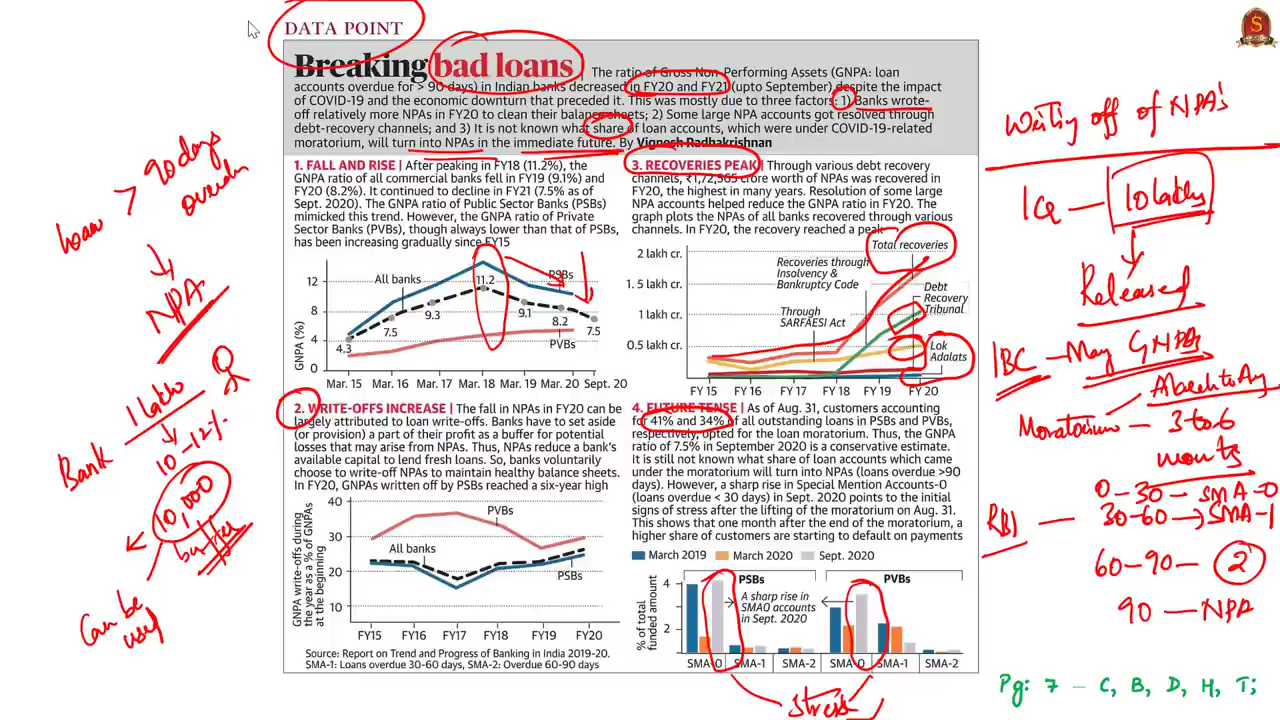 DATA POINT
Breaking bad loans
The ratio of Gross Non-Performing Assets (GNPA: loan
accounts overdue for > 90 days) in Indian banks decreased in FY20 and FY21 (upto September) despite the impact
of COVID-19 and the economic downturn that preceded it. This was mostly due to three factors: 1) Banks wrote-
off relatively more NPAs in FY20 to clean their balance sheets; 2) Some large NPA accounts got resolved through
debt-recovery channels; and 3) It is not known what share of loan accounts, which were under COVID-19-related
moratorium, will turn into NPAs in the immediate future. By Vignesh Radhakrishnan
1. FALL AND RISE | After peaking in FY18 (11.2%), the
GNPA ratio of all commercial banks fell in FY19 (9.1%) and
FY20 (8.2%). It continued to decline in FY21 (7.5% as of
Sept. 2020). The GNPA ratio of Public Sector Banks (PSBs)
mimicked this trend. However, the GNPA ratio of Private
Sector Banks (PVBs), though always lower than that of PSBs,
has been increasing gradually since FY15
GNPA (%)
12
8
4
0
All banks
PSBs
PVBs
4.3
7.5
9.3
11.2
9.1
8.2
7.5
Mar. 15 Mar. 16 Mar. 17 Mar. 18 Mar. 19 Mar. 20 Sept. 20
2. WRITE-OFFS INCREASE | The fall in NPAs in FY20 can be
largely attributed to loan write-offs. Banks have to set aside
(or provision) a part of their profit as a buffer for potential
losses that may arise from NPAs. Thus, NPAs reduce a bank's
available capital to lend fresh loans. So, banks voluntarily
choose to write-off NPAs to maintain healthy balance sheets.
In FY20, GNPAs written off by PSBs reached a six-year high
GNPA write-offs during
the year as a % of GNPAs
at the beginning
40
30
20
10
PVBs
All banks
PSBs
FY15 FY16 FY17 FY18 FY19 FY20
Source: Report on Trend and Progress of Banking in India 2019-20.
SMA-1: Loans overdue 30-60 days, SMA-2: Overdue 60-90 days
3. RECOVERIES PEAK | Through various debt recovery
channels, ₹1,72,565 crore worth of NPAs was recovered in
FY20, the highest in many years. Resolution of some large
NPA accounts helped reduce the GNPA ratio in FY20. The
graph plots the NPAs of all banks recovered through various
channels. In FY20, the recovery reached a peak
2 lakh cr.
1.5 lakh cr.
1 lakh cr.
0.5 lakh cr.
Total recoveries
Recoveries through
Insolvency &
Bankruptcy Code
Through
SARFAESI Act
Debt
Recovery
Tribunal
Lok
Adalats
FY 15 FY 16 FY 17 FY 18 FY 19 FY 20
4. FUTURE TENSE | As of Aug. 31, customers accounting
for 41% and 34% of all outstanding loans in PSBs and PVBs,
respectively, opted for the loan moratorium. Thus, the GNPA
ratio of 7.5% in September 2020 is a conservative estimate.
It is still not known what share of loan accounts which came
under the moratorium will turn into NPAs (loans overdue >90
days). However, a sharp rise in Special Mention Accounts-0
(loans overdue < 30 days) in Sept. 2020 points to the initial
signs of stress after the lifting of the moratorium on Aug. 31.
This shows that one month after the end of the moratorium, a
higher share of customers are starting to default on payments
March 2019 March 2020 Sept. 2020
% of total
funded amount
4
2
PSBs
PVBs
A sharp rise in
SMA0 accounts
in Sept. 2020
SMA-0 SMA-1 SMA-2 SMA-0 SMA-1 SMA-2
loan > 90 days
overdue
NPA
Bank 1 lakh
10-12%
10,000
buffer
Can be
used
stress
Writing off of NPA's
1 Cr — 10 lakhs
Released
IBC — May GNPAs
March to Aug
Moratorium — 3 to 6
months
0-30 - SMA-0
RBI — 30-60 → SMA-1
60-90 - 2
90 — NPA
Pg: 7 - C, B, D, H, T;
S